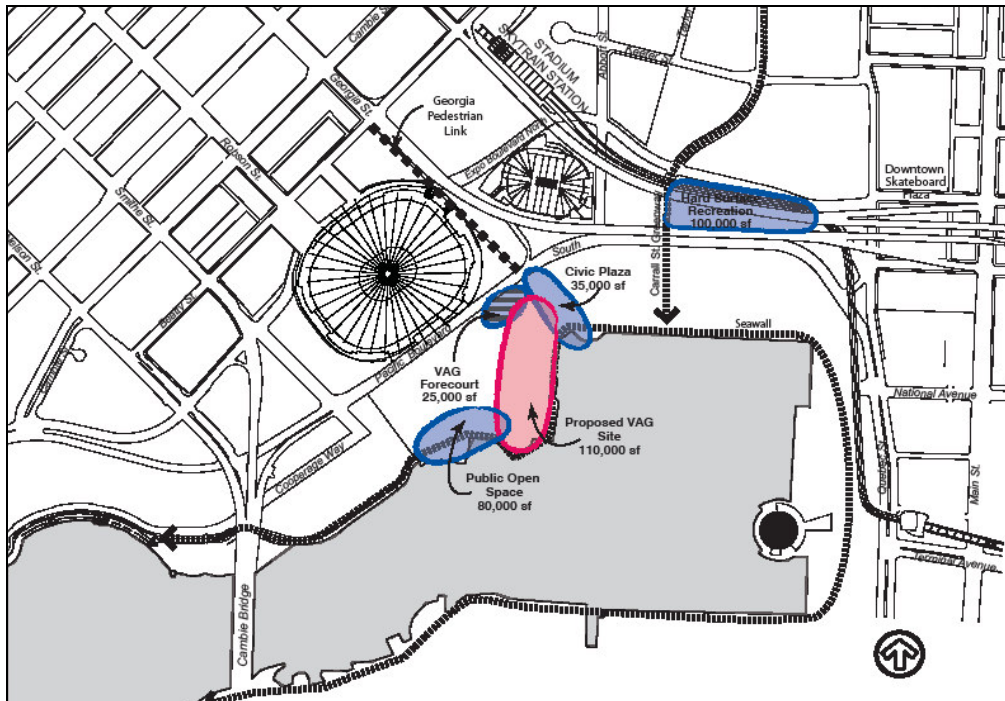 Cambie St.
Georgia St.
Robson St.
Smithe St.
Nelson St.
Beatty St.
Georgia
Pedestrian
Link
STADIUM
SKYTRAIN STATION
Keefer St.
Expo Boulevard North
South
Pacific Boulevard
Downtown
Skateboard
Plaza
Hard Surface
Recreation
100,000 sf
Carrall St. Greenway
Civic Plaza
35,000 sf
Seawall
VAG
Forecourt
25,000 sf
Proposed VAG
Site
110,000 sf
Public Open
Space
80,000 sf
Cooperage Way
Cambie Bridge
National Avenue
Quebec St.
Main St.
Terminal Avenue